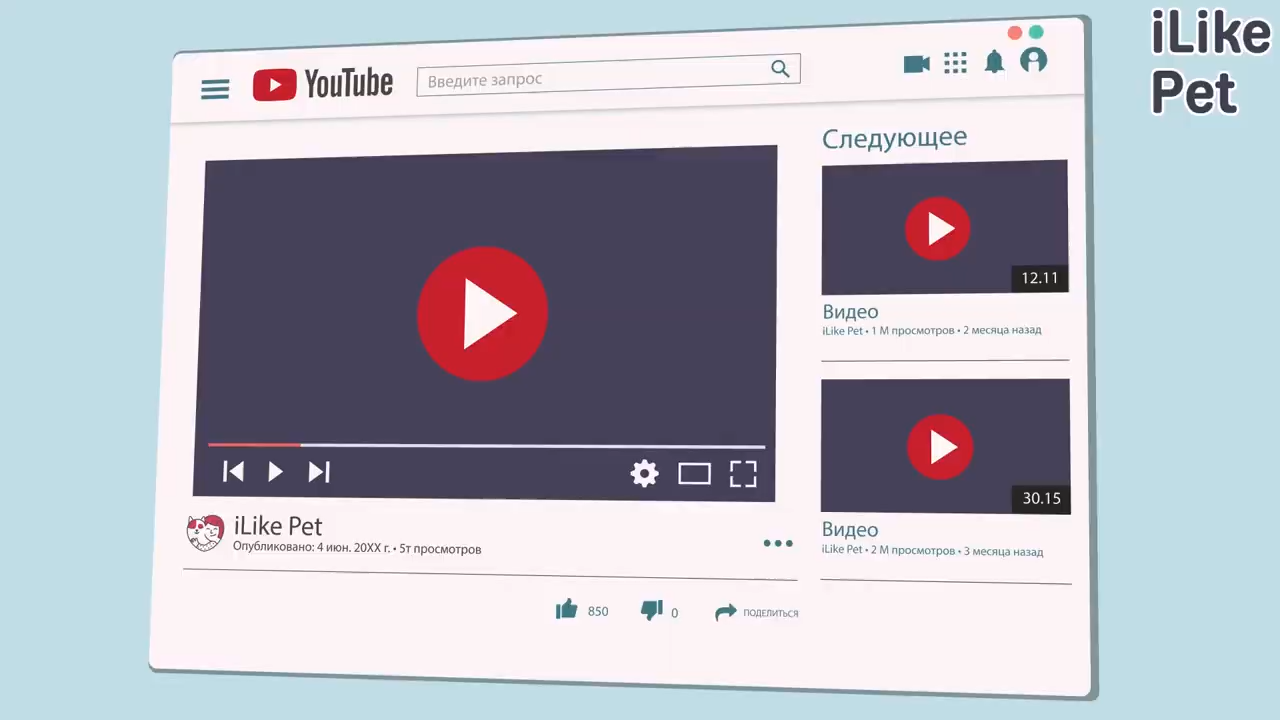 iLike
Pet
YouTube
Введите запрос
Следующее
12.11
Видео
iLike Pet • 1 М просмотров • 2 месяца назад
30.15
Видео
iLike Pet • 2 М просмотров • 3 месяца назад
iLike Pet
Опубликовано: 4 июн. 20XX г. • 5т просмотров
850
0
ПОДЕЛИТЬСЯ